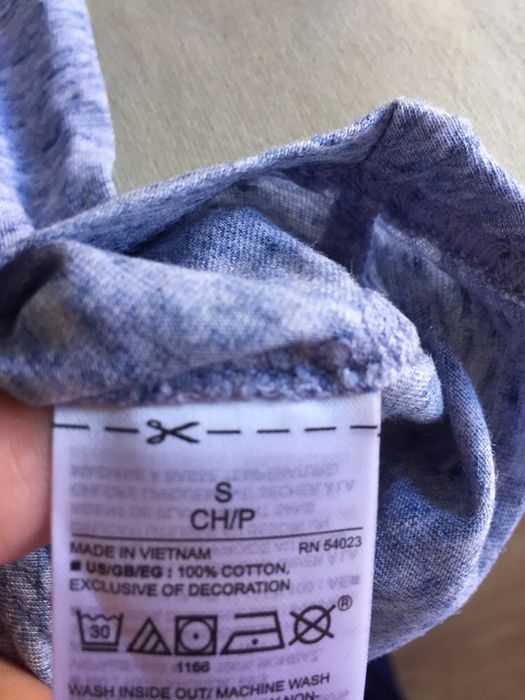 S
CH/P
MADE IN VIETNAM RN 54023
■ US/GB/EG : 100% COTTON,
EXCLUSIVE OF DECORATION
30 ®
1166
WASH INSIDE OUT/ MACHINE WASH
NON-